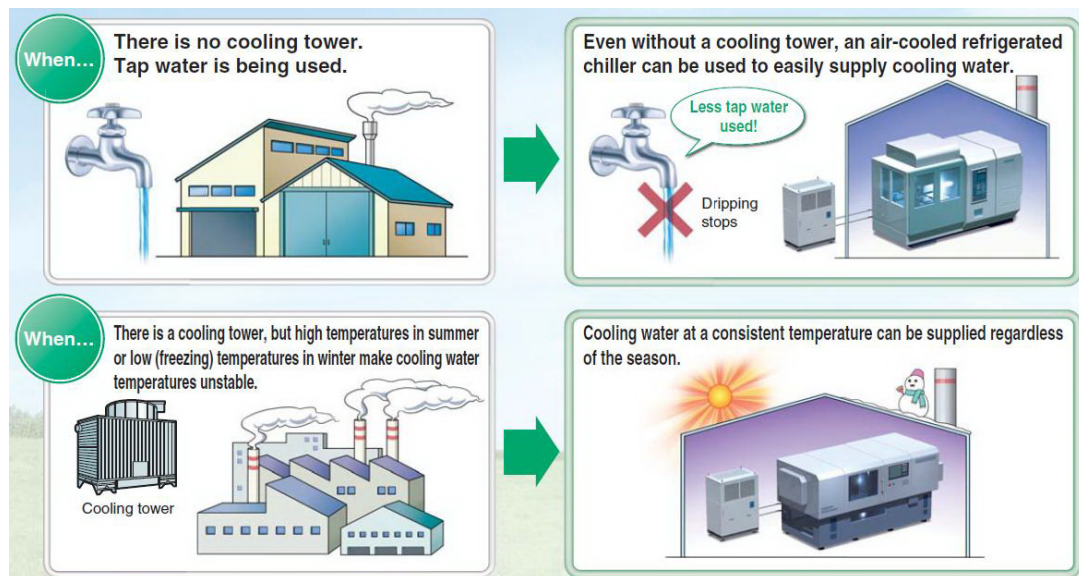 When...
There is no cooling tower.
Tap water is being used.
Even without a cooling tower, an air-cooled refrigerated
chiller can be used to easily supply cooling water.
Less tap water
used!
Dripping
stops
When...
There is a cooling tower, but high temperatures in summer
or low (freezing) temperatures in winter make cooling water
temperatures unstable.
Cooling tower
Cooling water at a consistent temperature can be supplied regardless
of the season.